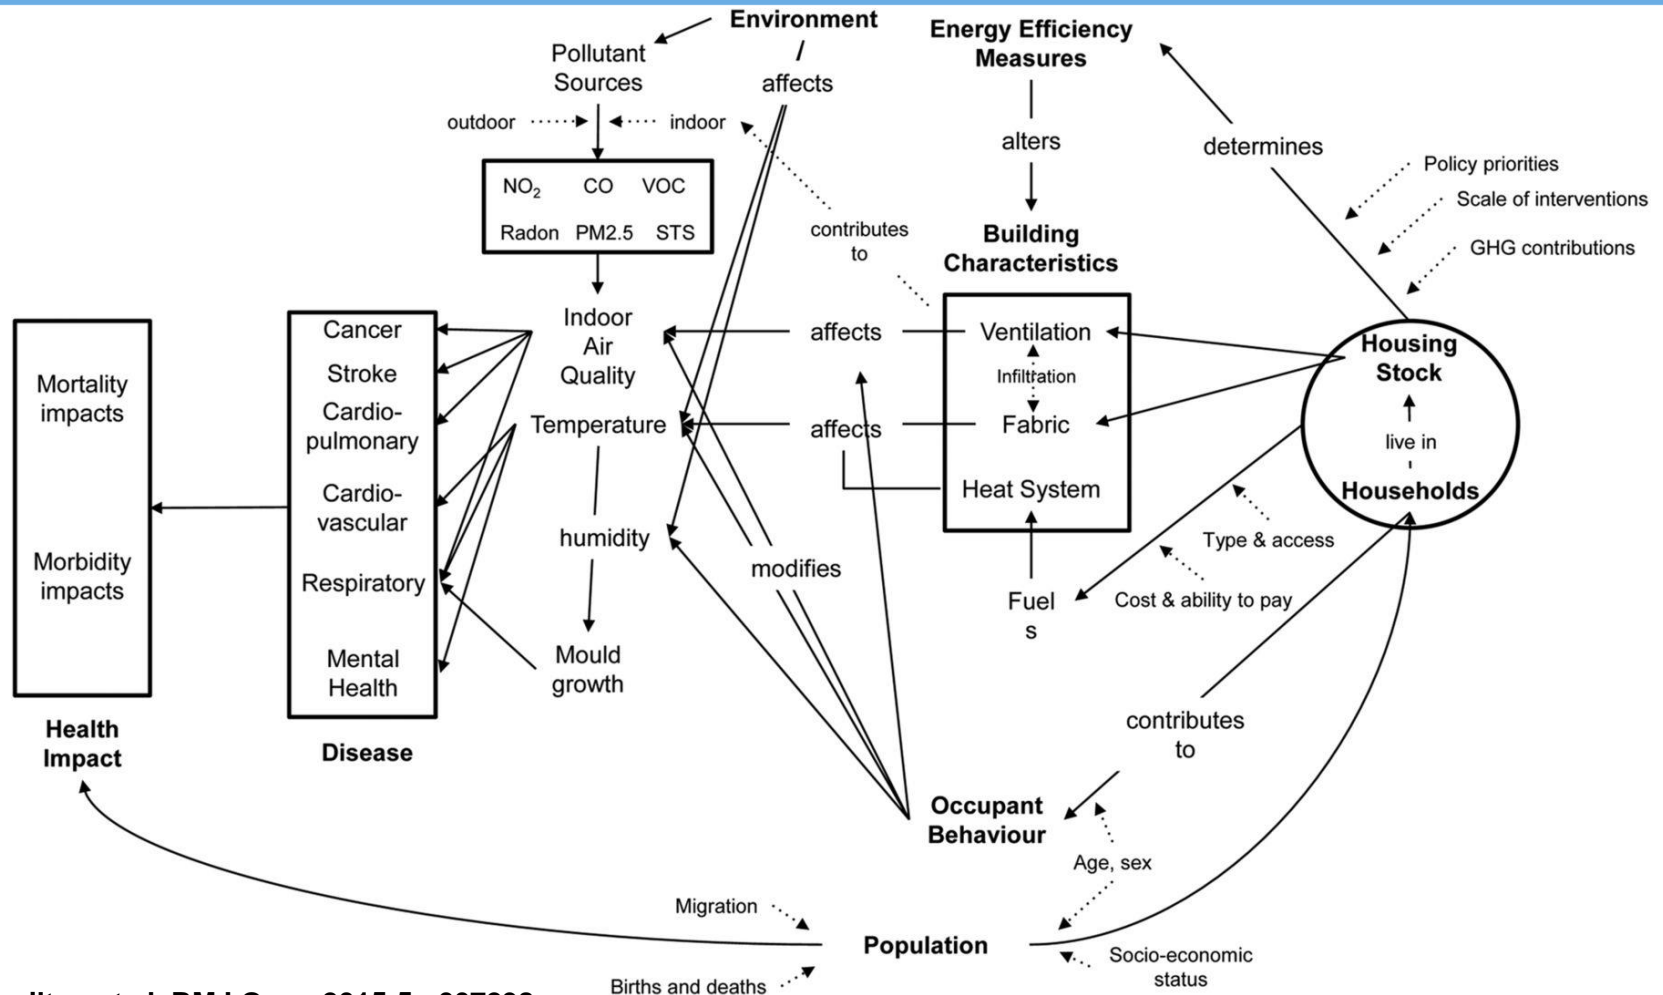 Environment
Energy Efficiency
Measures
Pollutant
Sources
affects
outdoor
indoor
alters
determines
Policy priorities
Scale of interventions
GHG contributions
NO2 CO VOC
Radon PM2.5 STS
contributes
to
Building
Characteristics
Mortality
impacts
Morbidity
impacts
Health
Impact
Cancer
Stroke
Cardio-
pulmonary
Cardio-
vascular
Respiratory
Mental
Health
Disease
Indoor
Air
Quality
Temperature
humidity
Mould
growth
affects
affects
modifies
Ventilation
Infiltration
Fabric
Heat System
Fuel
s
Housing
Stock
live in
Households
Type & access
Cost & ability to pay
contributes
to
Occupant
Behaviour
Age, sex
Migration
Population
Births and deaths
Socio-economic
status